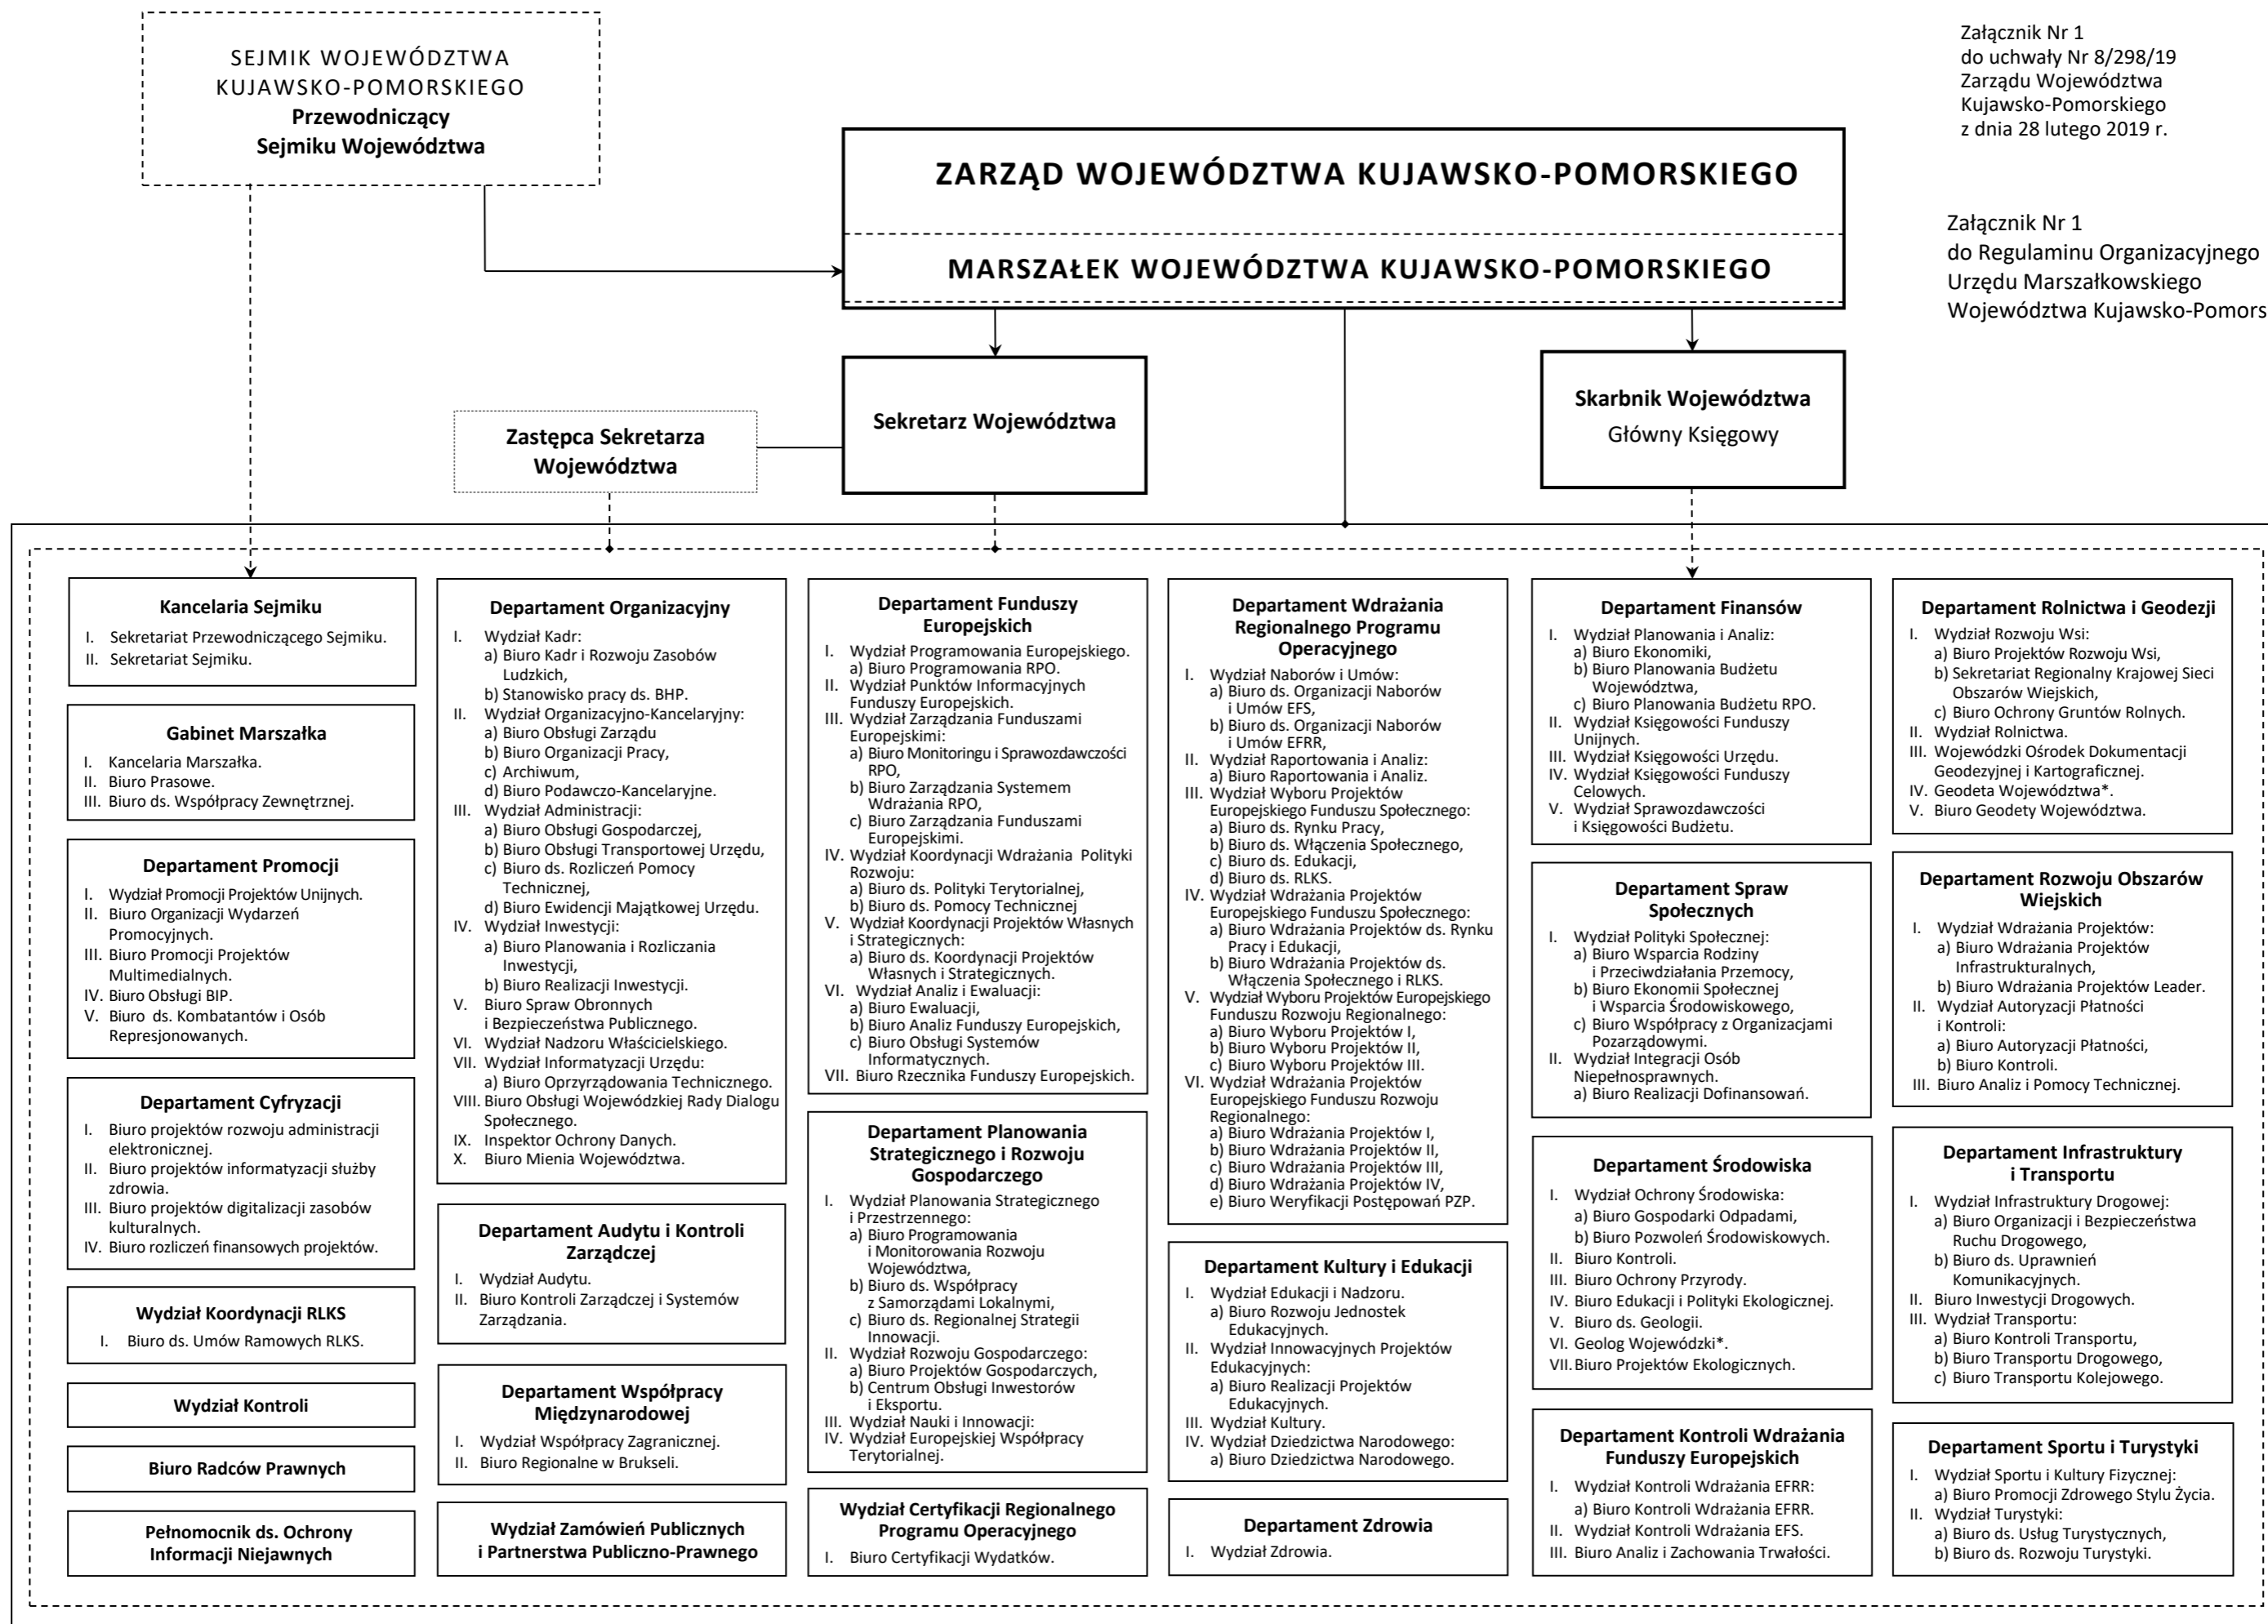 SEJMIK WOJEWÓDZTWA
KUJAWSKO-POMORSKIEGO
Przewodniczący
Sejmiku Województwa
Załącznik Nr 1
do uchwały Nr 8/298/19
Zarządu Województwa
Kujawsko-Pomorskiego
z dnia 28 lutego 2019 r.
ZARZĄD WOJEWÓDZTWA KUJAWSKO-POMORSKIEGO
MARSZAŁEK WOJEWÓDZTWA KUJAWSKO-POMORSKIEGO
Załącznik Nr 1
do Regulaminu Organizacyjnego
Urzędu Marszałkowskiego
Województwa Kujawsko-Pomors
Zastępca Sekretarza
Województwa
Sekretarz Województwa
Skarbnik Województwa
Główny Księgowy
Kancelaria Sejmiku
I. Sekretariat Przewodniczącego Sejmiku.
II. Sekretariat Sejmiku.
Gabinet Marszałka
I. Kancelaria Marszałka.
II. Biuro Prasowe.
III. Biuro ds. Współpracy Zewnętrznej.
Departament Promocji
I. Wydział Promocji Projektów Unijnych.
II. Biuro Organizacji Wydarzeń
Promocyjnych.
III. Biuro Promocji Projektów
Multimedialnych.
IV. Biuro Obsługi BIP.
V. Biuro ds. Kombatantów i Osób
Represjonowanych.
Departament Cyfryzacji
I. Biuro projektów rozwoju administracji
elektronicznej.
II. Biuro projektów informatyzacji służby
zdrowia.
III. Biuro projektów digitalizacji zasobów
kulturalnych.
IV. Biuro rozliczeń finansowych projektów.
Wydział Koordynacji RLKS
I. Biuro ds. Umów Ramowych RLKS.
Wydział Kontroli
Biuro Radców Prawnych
Pełnomocnik ds. Ochrony
Informacji Niejawnych
Departament Organizacyjny
I. Wydział Kadr:
a) Biuro Kadr i Rozwoju Zasobów
Ludzkich,
b) Stanowisko pracy ds. BHP.
II. Wydział Organizacyjno-Kancelaryjny:
a) Biuro Obsługi Zarządu
b) Biuro Organizacji Pracy,
c) Archiwum,
d) Biuro Podawczo-Kancelaryjne.
III. Wydział Administracji:
a) Biuro Obsługi Gospodarczej,
b) Biuro Obsługi Transportowej Urzędu,
c) Biuro ds. Rozliczeń Pomocy
Technicznej,
d) Biuro Ewidencji Majątkowej Urzędu.
IV. Wydział Inwestycji:
a) Biuro Planowania i Rozliczania
Inwestycji,
b) Biuro Realizacji Inwestycji.
V. Biuro Spraw Obronnych
i Bezpieczeństwa Publicznego.
VI. Wydział Nadzoru Właścicielskiego.
VII. Wydział Informatyzacji Urzędu:
a) Biuro Oprzyrządowania Technicznego.
VIII. Biuro Obsługi Wojewódzkiej Rady Dialogu
Społecznego.
IX. Inspektor Ochrony Danych.
X. Biuro Mienia Województwa.
Departament Audytu i Kontroli
Zarządczej
I. Wydział Audytu.
II. Biuro Kontroli Zarządczej i Systemów
Zarządzania.
Departament Współpracy
Międzynarodowej
I. Wydział Współpracy Zagranicznej.
II. Biuro Regionalne w Brukseli.
Wydział Zamówień Publicznych
i Partnerstwa Publiczno-Prawnego
Departament Funduszy
Europejskich
I. Wydział Programowania Europejskiego.
a) Biuro Programowania RPO.
II. Wydział Punktów Informacyjnych
Funduszy Europejskich.
III. Wydział Zarządzania Funduszami
Europejskimi:
a) Biuro Monitoringu i Sprawozdawczości
RPO,
b) Biuro Zarządzania Systemem
Wdrażania RPO,
c) Biuro Zarządzania Funduszami
Europejskimi.
IV. Wydział Koordynacji Wdrażania Polityki
Rozwoju:
a) Biuro ds. Polityki Terytorialnej,
b) Biuro ds. Pomocy Technicznej
V. Wydział Koordynacji Projektów Własnych
i Strategicznych:
a) Biuro ds. Koordynacji Projektów
Własnych i Strategicznych.
VI. Wydział Analiz i Ewaluacji:
a) Biuro Ewaluacji,
b) Biuro Analiz Funduszy Europejskich,
c) Biuro Obsługi Systemów
Informatycznych.
VII. Biuro Rzecznika Funduszy Europejskich.
Departament Planowania
Strategicznego i Rozwoju
Gospodarczego
I. Wydział Planowania Strategicznego
i Przestrzennego:
a) Biuro Programowania
i Monitorowania Rozwoju
Województwa,
b) Biuro ds. Współpracy
z Samorządami Lokalnymi,
c) Biuro ds. Regionalnej Strategii
Innowacji.
II. Wydział Rozwoju Gospodarczego:
a) Biuro Projektów Gospodarczych,
b) Centrum Obsługi Inwestorów
i Eksportu.
III. Wydział Nauki i Innowacji:
IV. Wydział Europejskiej Współpracy
Terytorialnej.
Wydział Certyfikacji Regionalnego
Programu Operacyjnego
I. Biuro Certyfikacji Wydatków.
Departament Wdrażania
Regionalnego Programu
Operacyjnego
I. Wydział Naborów i Umów:
a) Biuro ds. Organizacji Naborów
i Umów EFS,
b) Biuro ds. Organizacji Naborów
i Umów EFRR,
II. Wydział Raportowania i Analiz:
a) Biuro Raportowania i Analiz.
III. Wydział Wyboru Projektów
Europejskiego Funduszu Społecznego:
a) Biuro ds. Rynku Pracy,
b) Biuro ds. Włączenia Społecznego,
c) Biuro ds. Edukacji,
d) Biuro ds. RLKS.
IV. Wydział Wdrażania Projektów
Europejskiego Funduszu Społecznego:
a) Biuro Wdrażania Projektów ds. Rynku
Pracy i Edukacji,
b) Biuro Wdrażania Projektów ds.
Włączenia Społecznego i RLKS.
V. Wydział Wyboru Projektów Europejskiego
Funduszu Rozwoju Regionalnego:
a) Biuro Wyboru Projektów I,
b) Biuro Wyboru Projektów II,
c) Biuro Wyboru Projektów III.
VI. Wydział Wdrażania Projektów
Europejskiego Funduszu Rozwoju
Regionalnego:
a) Biuro Wdrażania Projektów I,
b) Biuro Wdrażania Projektów II,
c) Biuro Wdrażania Projektów III,
d) Biuro Wdrażania Projektów IV,
e) Biuro Weryfikacji Postępowań PZP.
Departament Kultury i Edukacji
I. Wydział Edukacji i Nadzoru.
a) Biuro Rozwoju Jednostek
Edukacyjnych.
II. Wydział Innowacyjnych Projektów
Edukacyjnych:
a) Biuro Realizacji Projektów
Edukacyjnych.
III. Wydział Kultury.
IV. Wydział Dziedzictwa Narodowego:
a) Biuro Dziedzictwa Narodowego.
Departament Zdrowia
I. Wydział Zdrowia.
Departament Finansów
I. Wydział Planowania i Analiz:
a) Biuro Ekonomiki,
b) Biuro Planowania Budżetu
Województwa,
c) Biuro Planowania Budżetu RPO.
II. Wydział Księgowości Funduszy
Unijnych.
III. Wydział Księgowości Urzędu.
IV. Wydział Księgowości Funduszy
Celowych.
V. Wydział Sprawozdawczości
i Księgowości Budżetu.
Departament Spraw
Społecznych
I. Wydział Polityki Społecznej:
a) Biuro Wsparcia Rodziny
i Przeciwdziałania Przemocy,
b) Biuro Ekonomii Społecznej
i Wsparcia Środowiskowego,
c) Biuro Współpracy z Organizacjami
Pozarządowymi.
II. Wydział Integracji Osób
Niepełnosprawnych.
a) Biuro Realizacji Dofinansowań.
Departament Środowiska
I. Wydział Ochrony Środowiska:
a) Biuro Gospodarki Odpadami,
b) Biuro Pozwoleń Środowiskowych.
II. Biuro Kontroli.
III. Biuro Ochrony Przyrody.
IV. Biuro Edukacji i Polityki Ekologicznej.
V. Biuro ds. Geologii.
VI. Geolog Wojewódzki*.
VII. Biuro Projektów Ekologicznych.
Departament Kontroli Wdrażania
Funduszy Europejskich
I. Wydział Kontroli Wdrażania EFRR:
a) Biuro Kontroli Wdrażania EFRR.
II. Wydział Kontroli Wdrażania EFS.
III. Biuro Analiz i Zachowania Trwałości.
Departament Rolnictwa i Geodezji
I. Wydział Rozwoju Wsi:
a) Biuro Projektów Rozwoju Wsi,
b) Sekretariat Regionalny Krajowej Sieci
Obszarów Wiejskich,
c) Biuro Ochrony Gruntów Rolnych.
II. Wydział Rolnictwa.
III. Wojewódzki Ośrodek Dokumentacji
Geodezyjnej i Kartograficznej.
IV. Geodeta Województwa*.
V. Biuro Geodety Województwa.
Departament Rozwoju Obszarów
Wiejskich
I. Wydział Wdrażania Projektów:
a) Biuro Wdrażania Projektów
Infrastrukturalnych,
b) Biuro Wdrażania Projektów Leader.
II. Wydział Autoryzacji Płatności
i Kontroli:
a) Biuro Autoryzacji Płatności,
b) Biuro Kontroli.
III. Biuro Analiz i Pomocy Technicznej.
Departament Infrastruktury
i Transportu
I. Wydział Infrastruktury Drogowej:
a) Biuro Organizacji i Bezpieczeństwa
Ruchu Drogowego,
b) Biuro ds. Uprawnień
Komunikacyjnych.
II. Biuro Inwestycji Drogowych.
III. Wydział Transportu:
a) Biuro Kontroli Transportu,
b) Biuro Transportu Drogowego,
c) Biuro Transportu Kolejowego.
Departament Sportu i Turystyki
I. Wydział Sportu i Kultury Fizycznej:
a) Biuro Promocji Zdrowego Stylu Życia.
II. Wydział Turystyki:
a) Biuro ds. Usług Turystycznych,
b) Biuro ds. Rozwoju Turystyki.